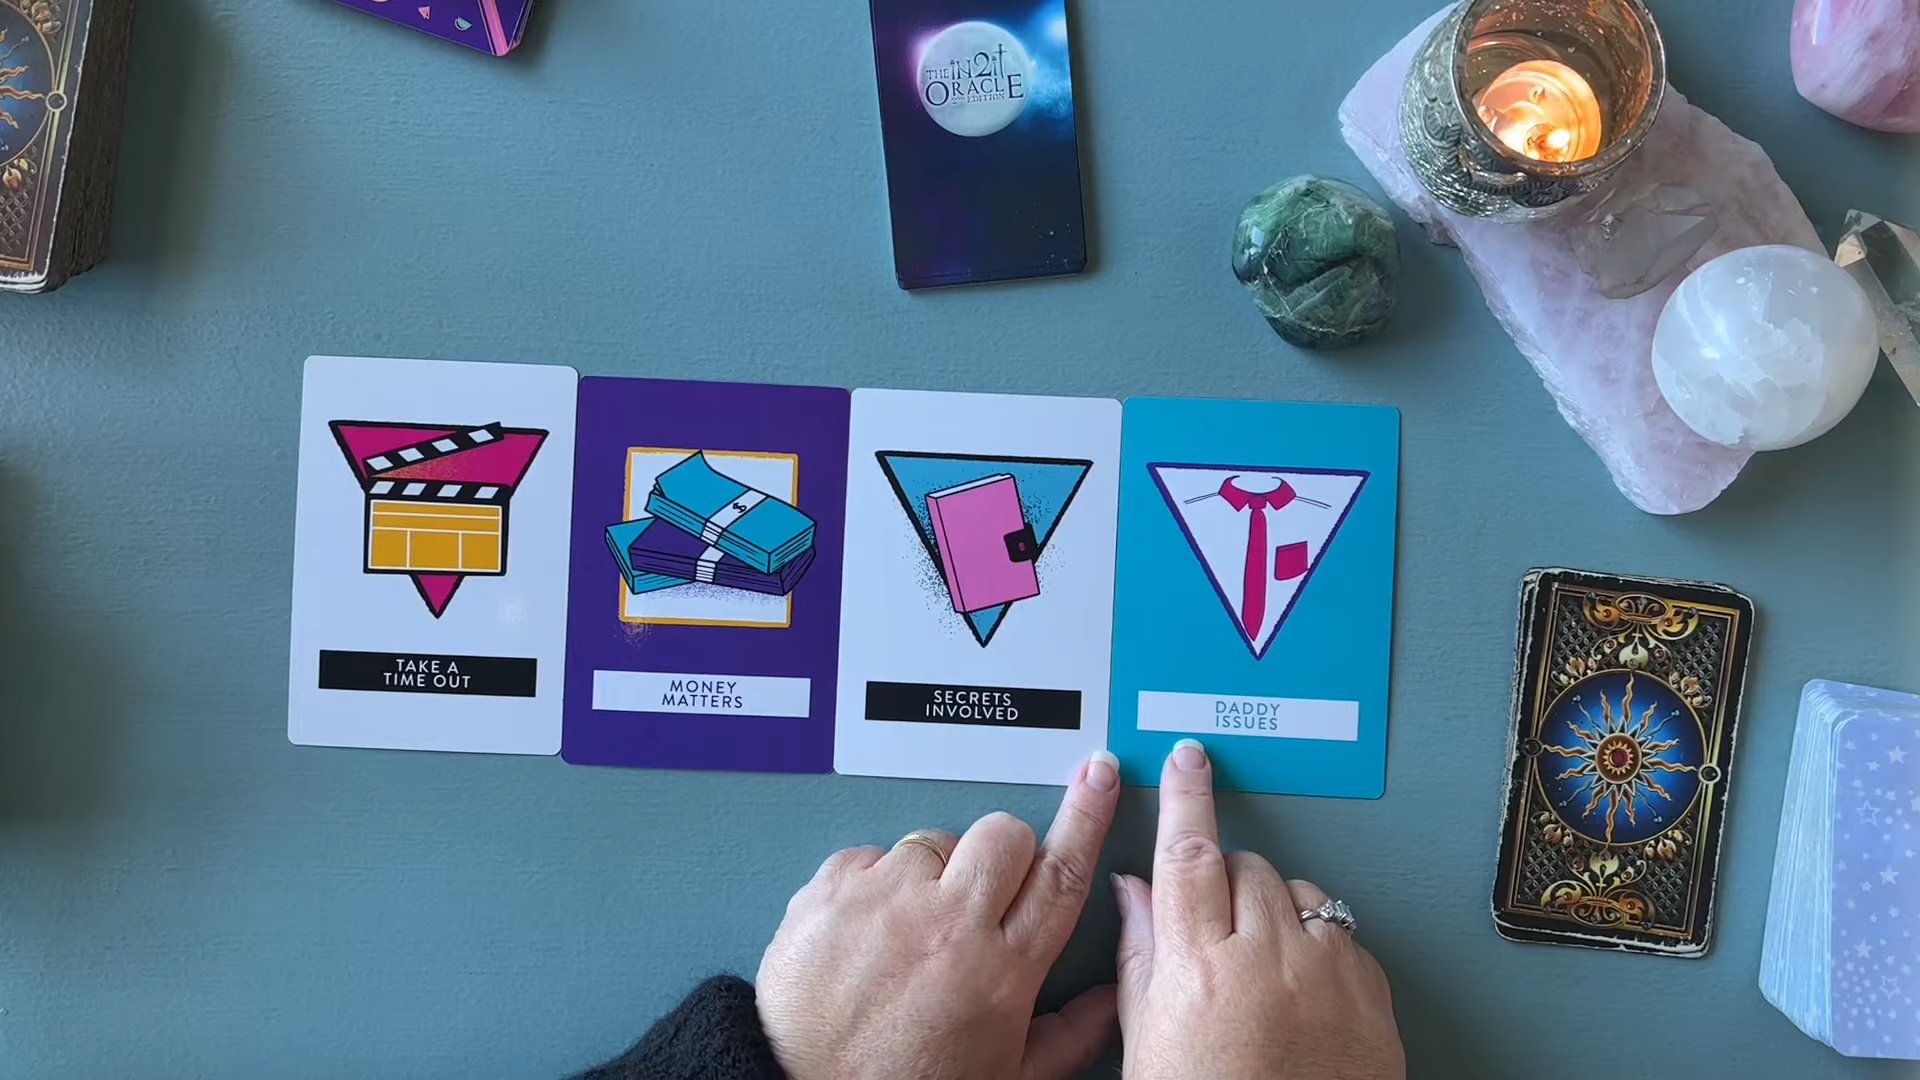 THE IN2IT
ORACLE
EDITION
TAKE A
TIME OUT
MONEY
MATTERS
SECRETS
INVOLVED
DADDY
ISSUES